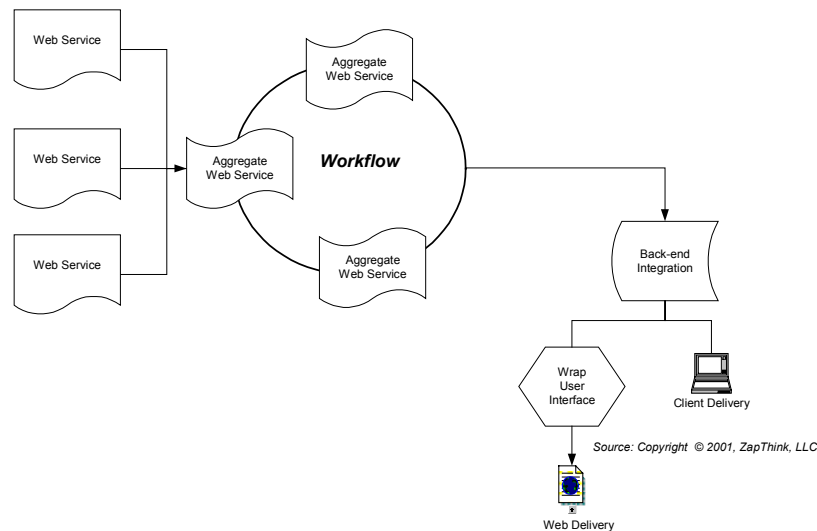 Web Service
Aggregate
Web Service
Web Service
Aggregate
Web Service
Workflow
Web Service
Aggregate
Web Service
Back-end
Integration
Wrap
User
Interface
Client Delivery
Source: Copyright © 2001, ZapThink, LLC
Web Delivery